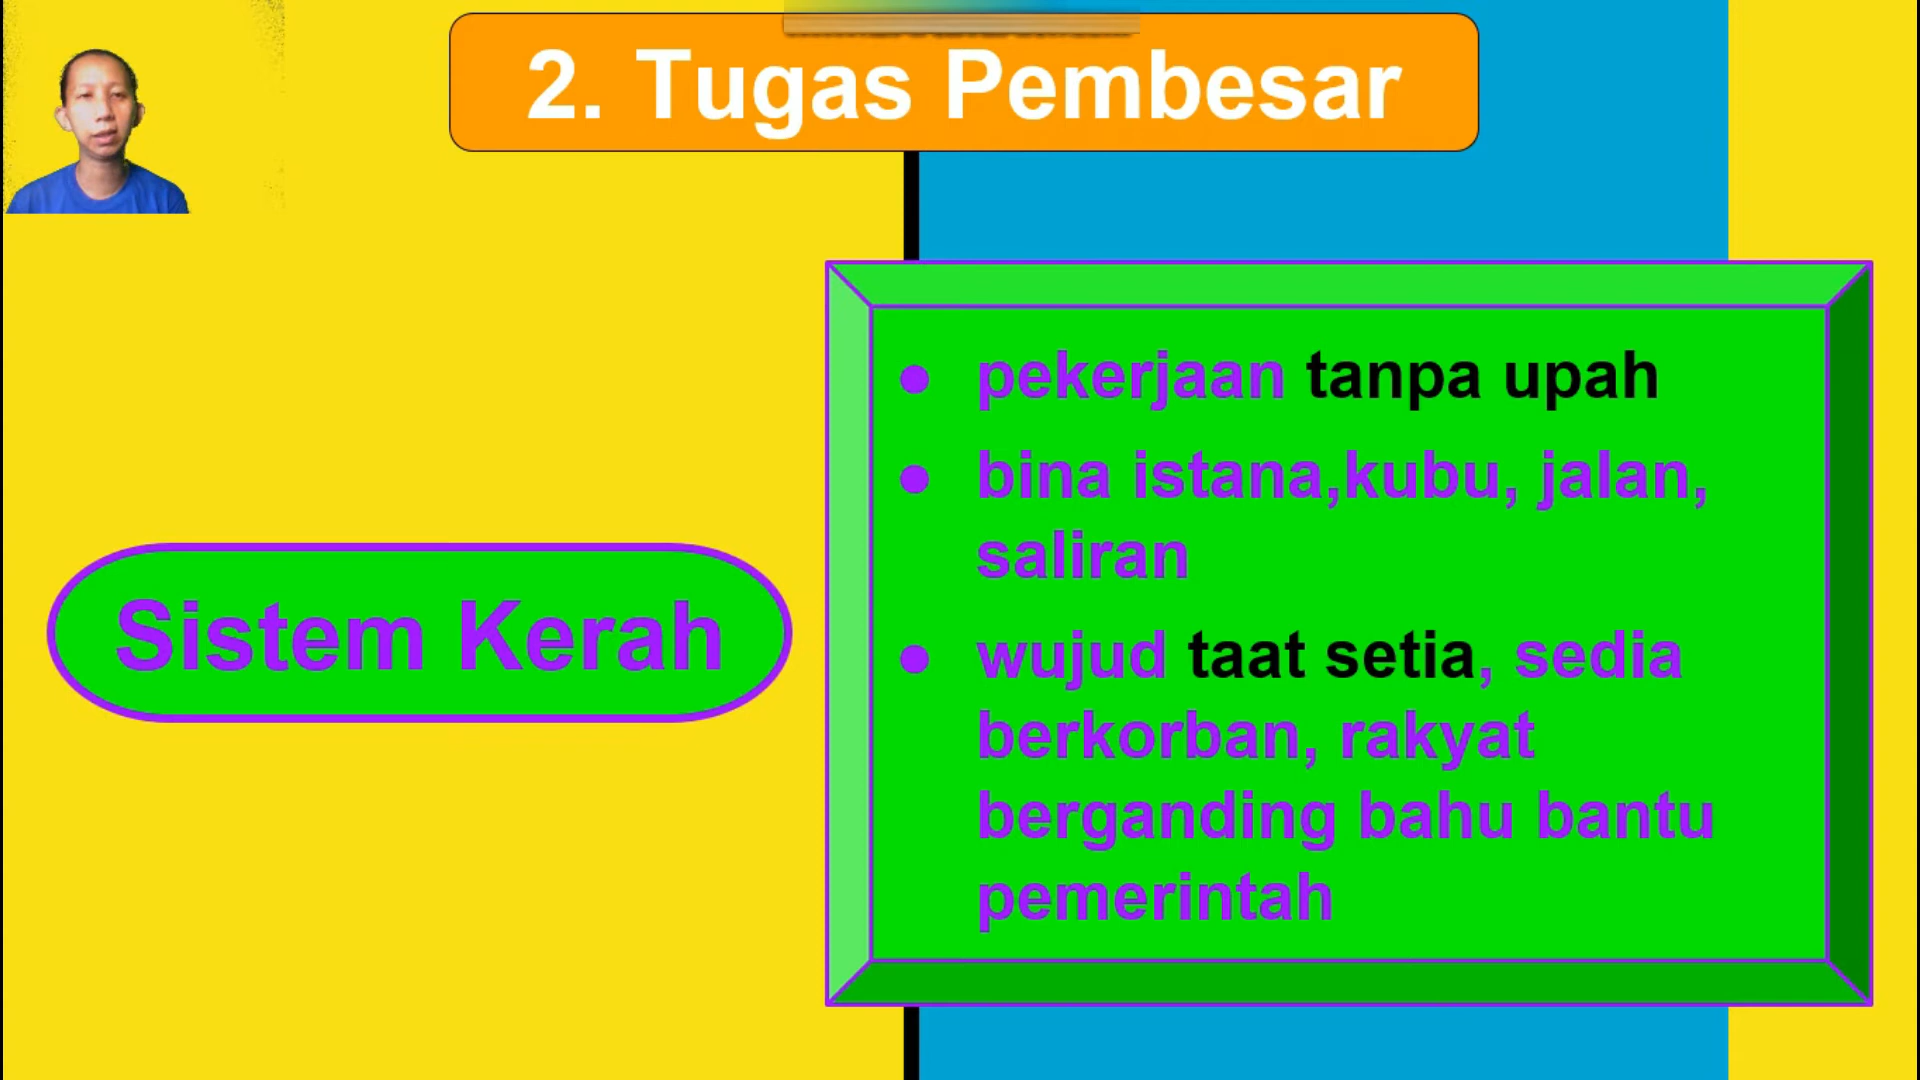 2. Tugas Pembesar
Sistem Kerah
● pekerjaan tanpa upah
● bina istana,kubu, jalan,
saliran
● wujud taat setia, sedia
berkorban, rakyat
berganding bahu bantu
pemerintah